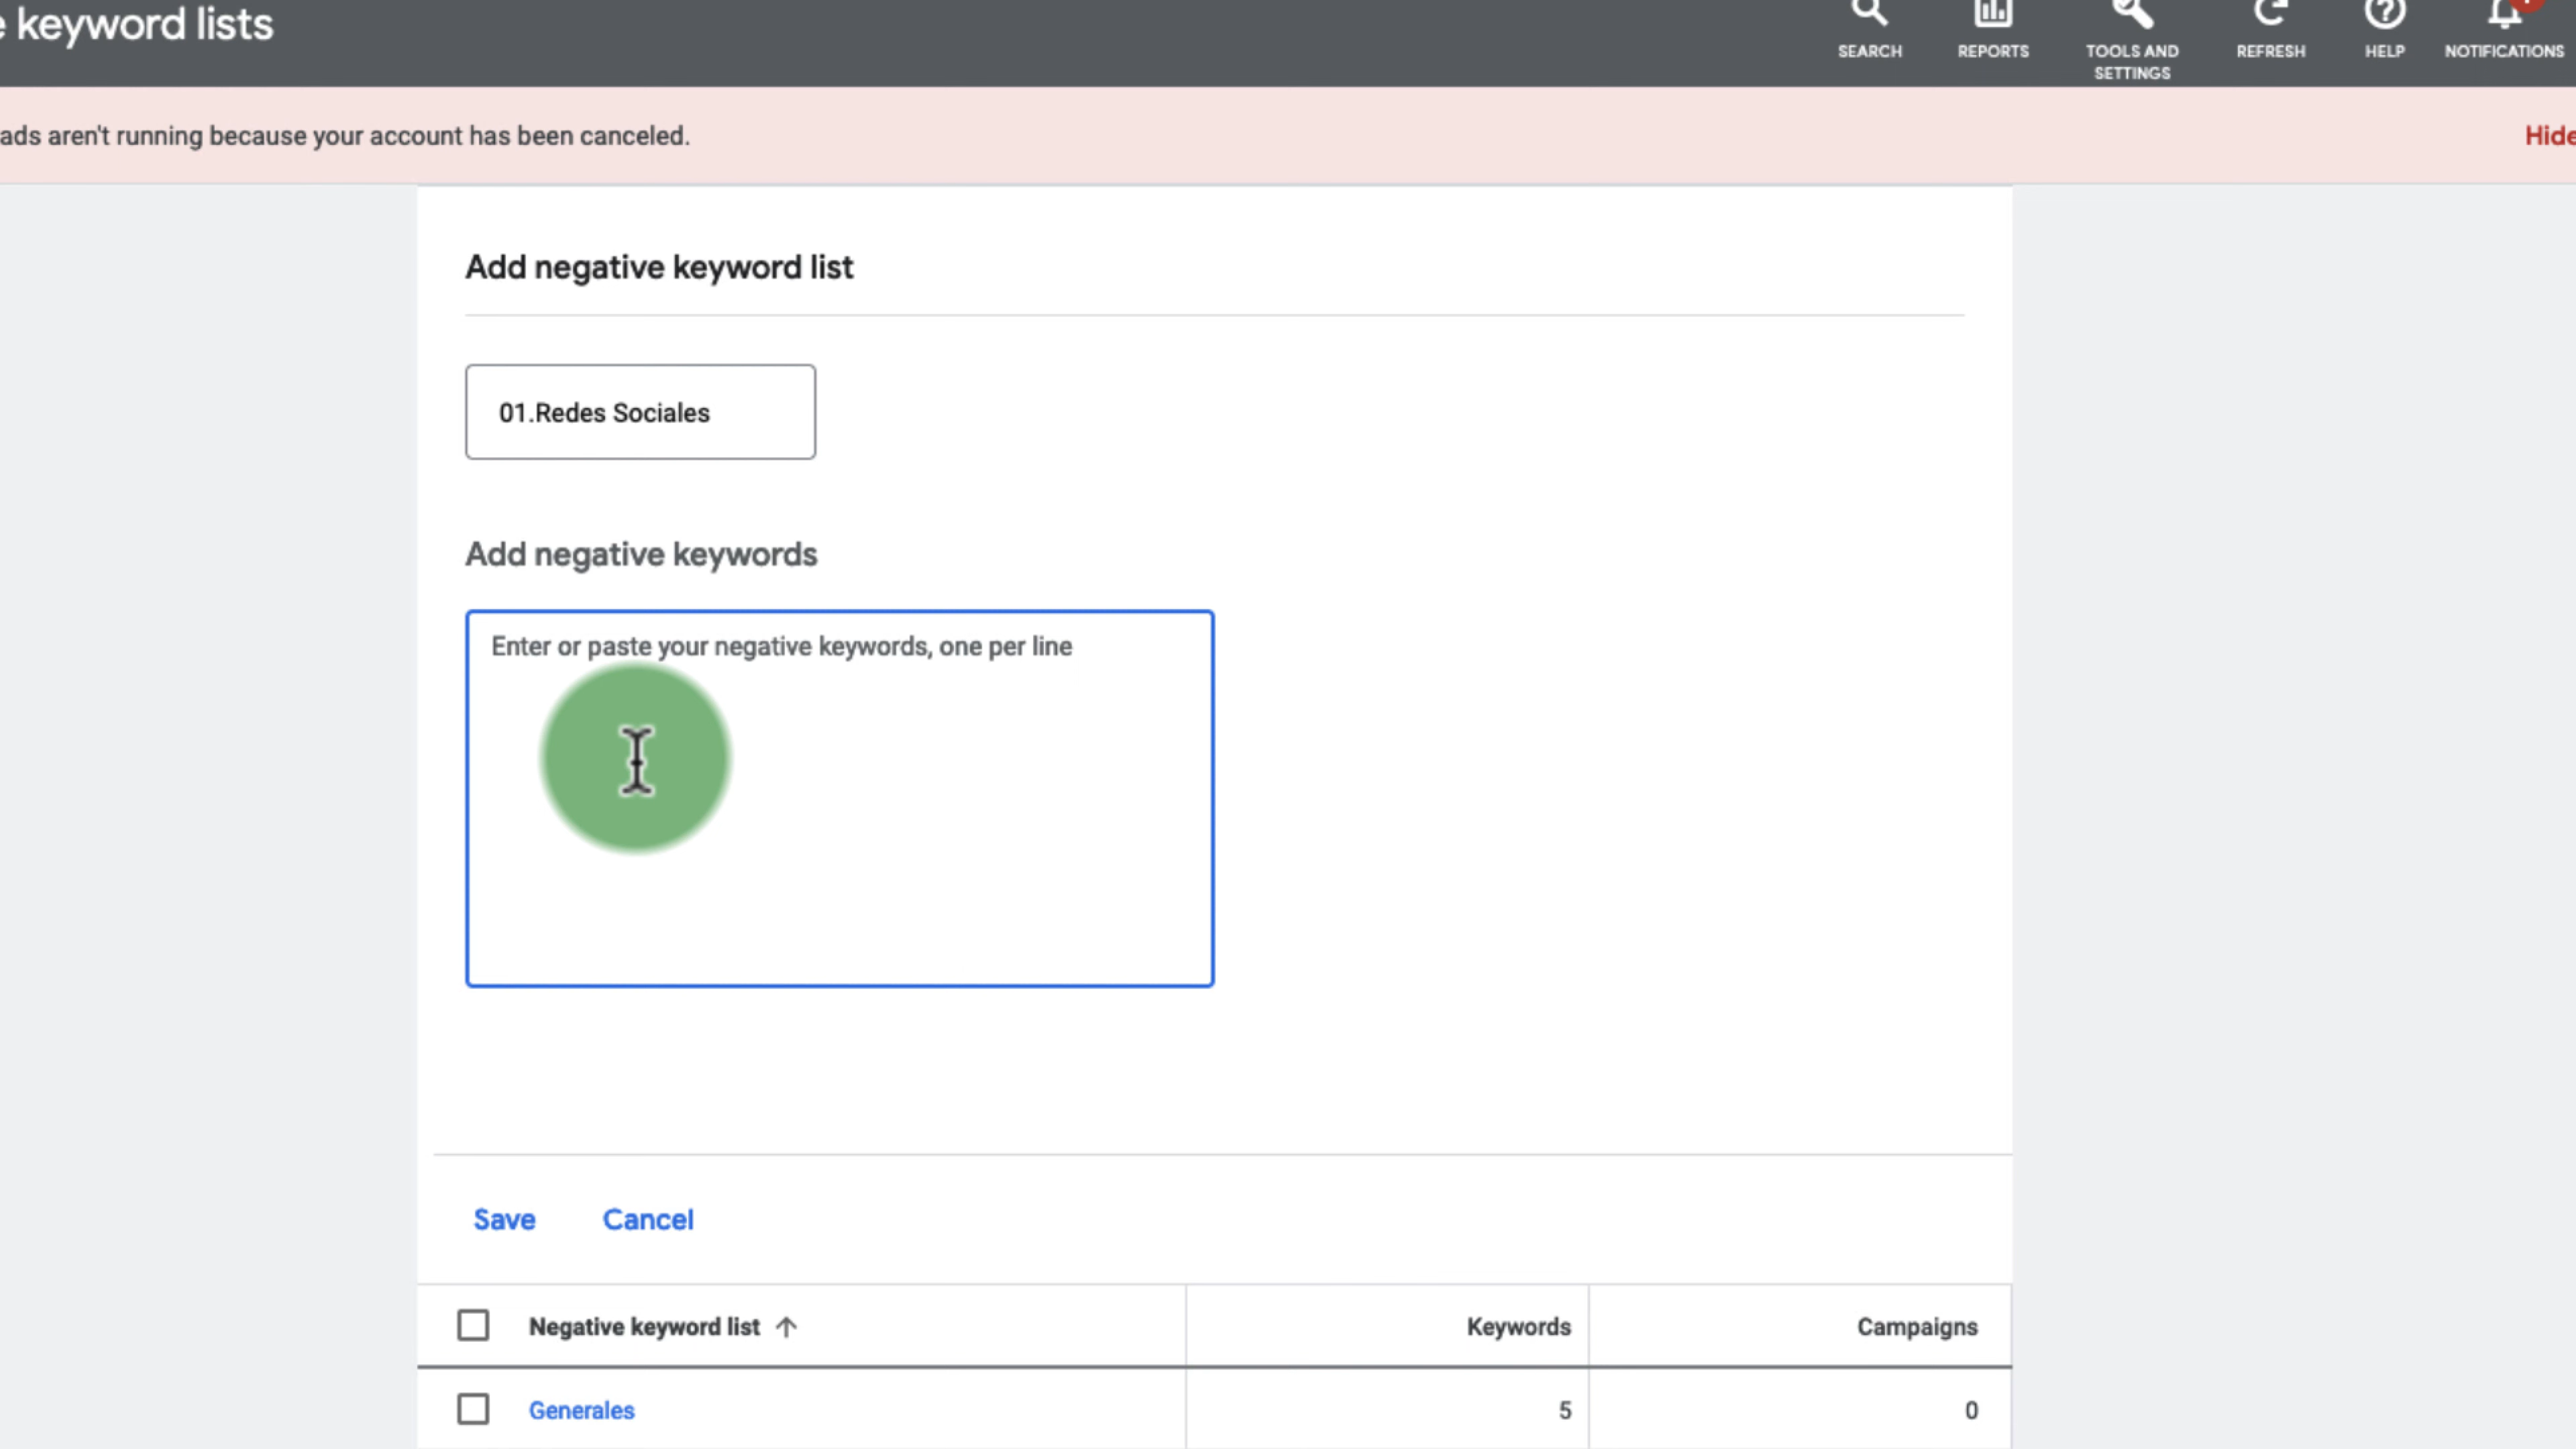 keyword lists
SEARCH
REPORTS
TOOLS AND
SETTINGS
REFRESH
HELP
NOTIFICATIONS
ads aren't running because your account has been canceled.
Hide
Add negative keyword list
01.Redes Sociales
Add negative keywords
Enter or paste your negative keywords, one per line
Save Cancel
Negative keyword list Keywords Campaigns
Generales 5 0